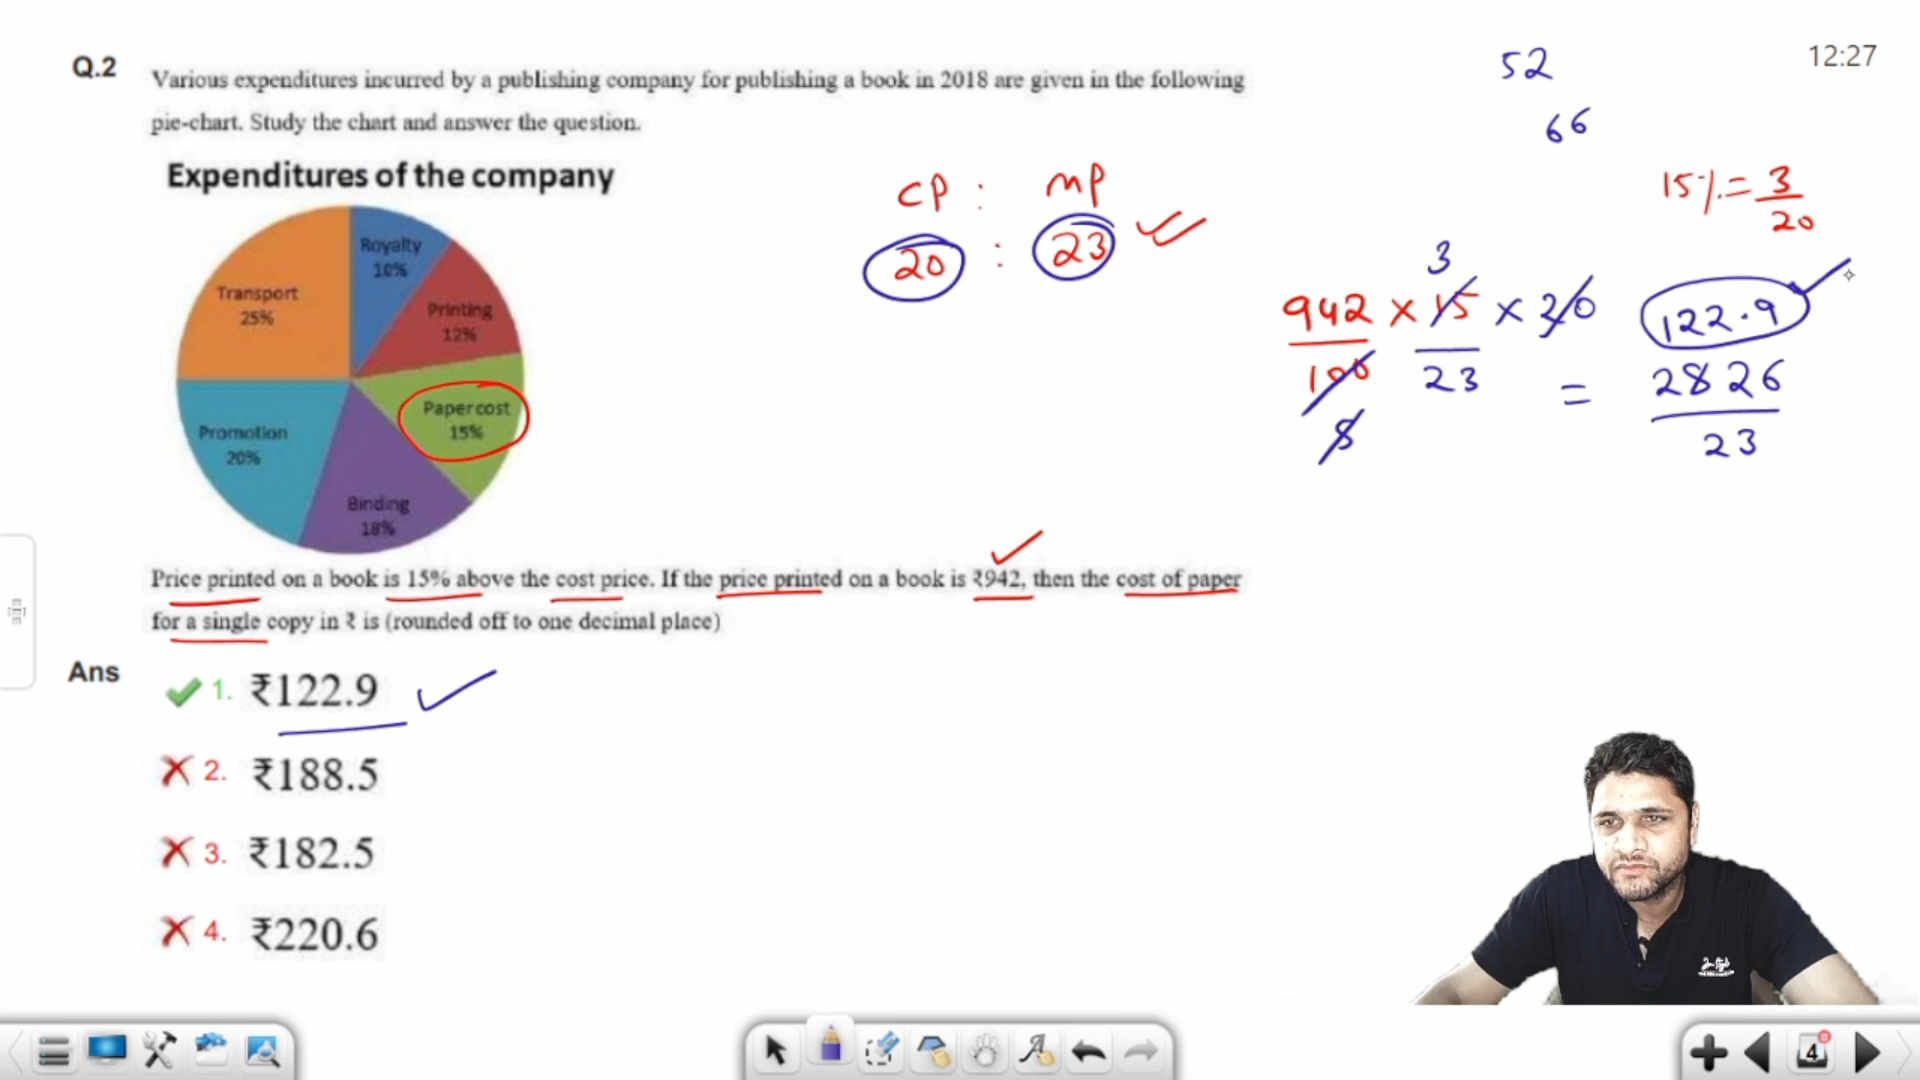 Q.2
Various expenditures incurred by a publishing company for publishing a book in 2018 are given in the following
pie-chart. Study the chart and answer the question.
Expenditures of the company
Royalty
10%
Printing
12%
Paper cost
15%
Binding
18%
Promotion
20%
Transport
25%
CP : MP
20 : 23
52
66
12:27
15% = 3/20
3
942 × 15 × 20
100 23
5
= 2826
23
122.9
Price printed on a book is 15% above the cost price. If the price printed on a book is ₹942, then the cost of paper
for a single copy in ₹ is (rounded off to one decimal place)
Ans
1. ₹122.9
2. ₹188.5
3. ₹182.5
4. ₹220.6
4